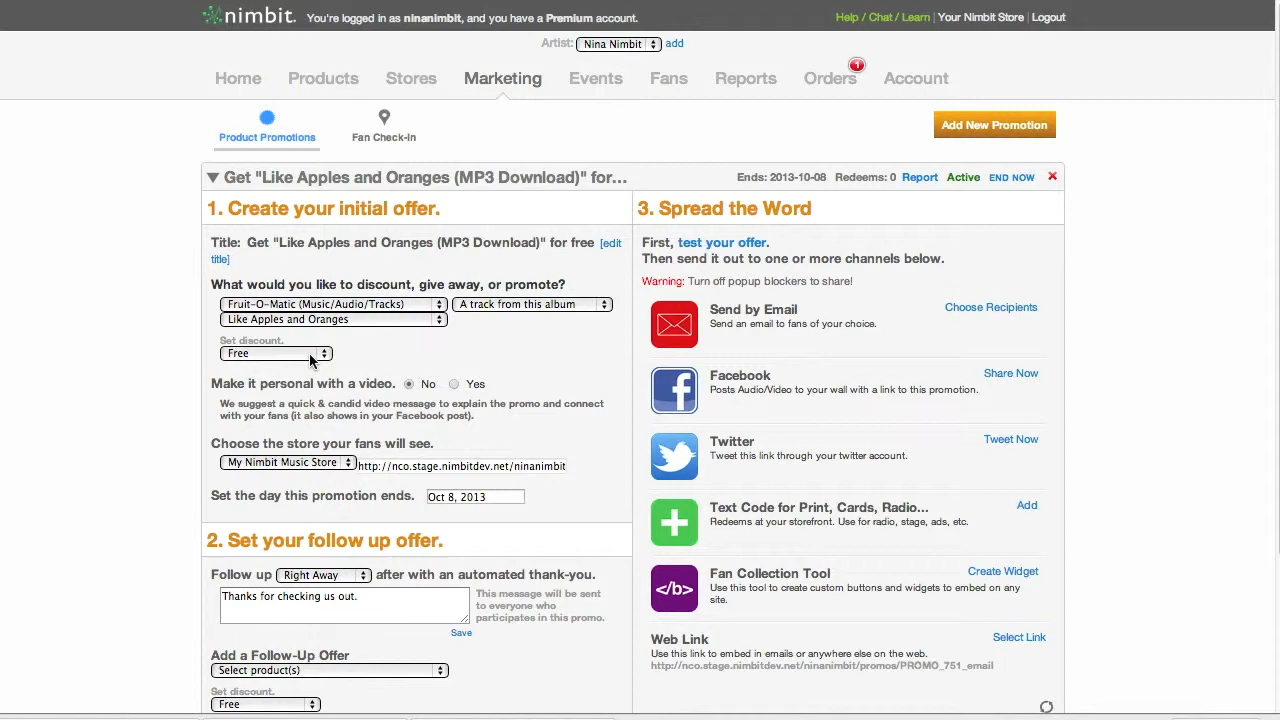 nimbit. You're logged in as ninanimbit, and you have a Premium account. Help / Chat / Learn | Your Nimbit Store | Logout
Artist: Nina Nimbit add
Home Products Stores Marketing Events Fans Reports Orders 1 Account
Product Promotions Fan Check-in Add New Promotion
Get "Like Apples and Oranges (MP3 Download)" for... Ends: 2013-10-08 Redeems: 0 Report Active END NOW
1. Create your initial offer.
Title: Get "Like Apples and Oranges (MP3 Download)" for free [edit
title]
What would you like to discount, give away, or promote?
Fruit-O-Matic (Music/Audio/Tracks) A track from this album
Like Apples and Oranges
Set discount.
Free
Make it personal with a video. No Yes
We suggest a quick & candid video message to explain the promo and connect
with your fans (it also shows in your Facebook post).
Choose the store your fans will see.
My Nimbit Music Store http://nco.stage.nimbitdev.net/ninanimbit
Set the day this promotion ends. Oct 8, 2013
2. Set your follow up offer.
Follow up Right Away after with an automated thank-you.
Thanks for checking us out.
This message will be sent
to everyone who
participates in this promo.
Save
Add a Follow-Up Offer
Select product(s)
Set discount.
Free
3. Spread the Word
First, test your offer.
Then send it out to one or more channels below.
Warning: Turn off popup blockers to share!
Send by Email Choose Recipients
Send an email to fans of your choice.
Facebook Share Now
Posts Audio/Video to your wall with a link to this promotion.
Twitter Tweet Now
Tweet this link through your twitter account.
Text Code for Print, Cards, Radio... Add
Redeems at your storefront. Use for radio, stage, ads, etc.
</b> Fan Collection Tool Create Widget
Use this tool to create custom buttons and widgets to embed on any
site.
Web Link Select Link
Use this link to embed in emails or anywhere else on the web.
http://nco.stage.nimbitdev.net/ninanimbit/promos/PROMO_751_email